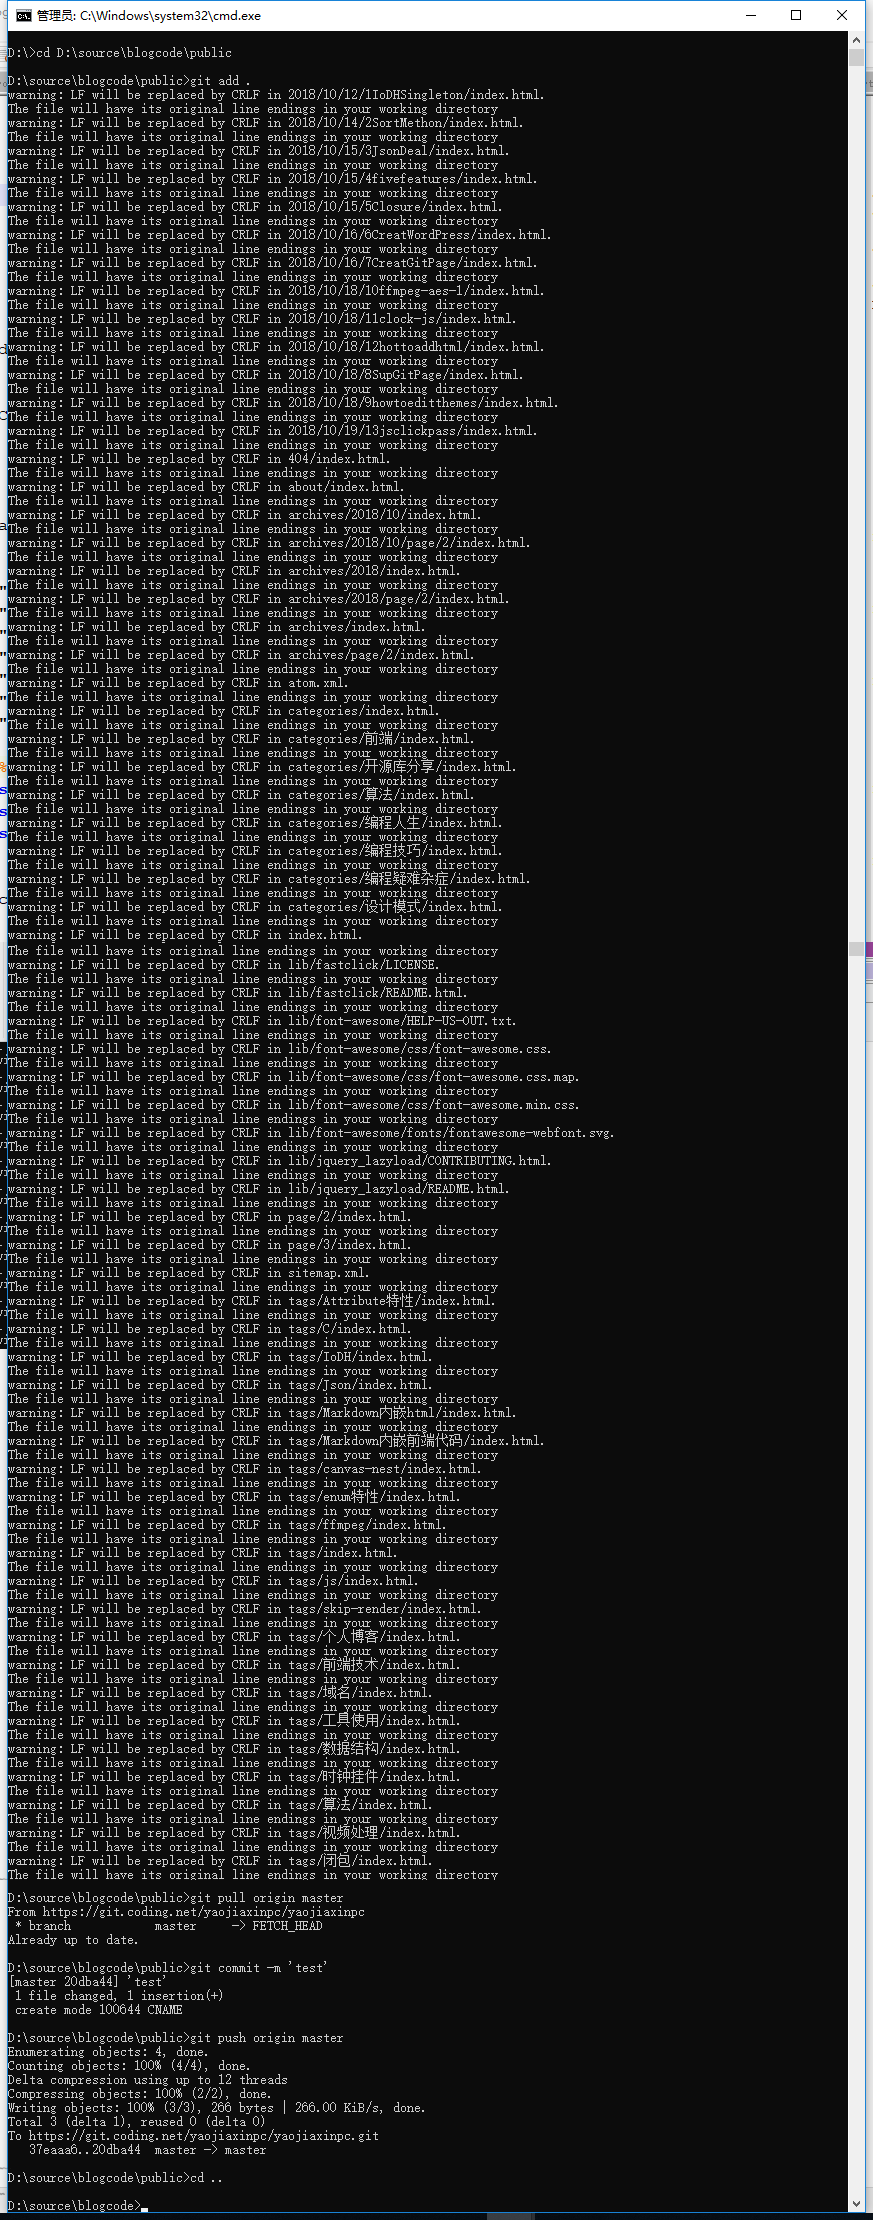 管理员: C:\Windows\system32\cmd.exe
D:\>cd D:\source\blogcode\public
D:\source\blogcode\public>git add .
warning: LF will be replaced by CRLF in 2018/10/12/1IoDHSingleton/index.html.
The file will have its original line endings in your working directory
warning: LF will be replaced by CRLF in 2018/10/14/2SortMethon/index.html.
The file will have its original line endings in your working directory
warning: LF will be replaced by CRLF in 2018/10/15/3JsonDeal/index.html.
The file will have its original line endings in your working directory
warning: LF will be replaced by CRLF in 2018/10/15/4fivefeatures/index.html.
The file will have its original line endings in your working directory
warning: LF will be replaced by CRLF in 2018/10/15/5Closure/index.html.
The file will have its original line endings in your working directory
warning: LF will be replaced by CRLF in 2018/10/16/6CreatWordPress/index.html.
The file will have its original line endings in your working directory
warning: LF will be replaced by CRLF in 2018/10/16/7CreatGitPage/index.html.
The file will have its original line endings in your working directory
warning: LF will be replaced by CRLF in 2018/10/18/10ffmpeg-aes-1/index.html.
The file will have its original line endings in your working directory
warning: LF will be replaced by CRLF in 2018/10/18/11clock-js/index.html.
The file will have its original line endings in your working directory
warning: LF will be replaced by CRLF in 2018/10/18/12hottoaddhtml/index.html.
The file will have its original line endings in your working directory
warning: LF will be replaced by CRLF in 2018/10/18/8SupGitPage/index.html.
The file will have its original line endings in your working directory
warning: LF will be replaced by CRLF in 2018/10/18/9howtoeditthemes/index.html.
The file will have its original line endings in your working directory
warning: LF will be replaced by CRLF in 2018/10/19/13jsclickpass/index.html.
The file will have its original line endings in your working directory
warning: LF will be replaced by CRLF in 404/index.html.
The file will have its original line endings in your working directory
warning: LF will be replaced by CRLF in about/index.html.
The file will have its original line endings in your working directory
warning: LF will be replaced by CRLF in archives/2018/10/index.html.
The file will have its original line endings in your working directory
warning: LF will be replaced by CRLF in archives/2018/10/page/2/index.html.
The file will have its original line endings in your working directory
warning: LF will be replaced by CRLF in archives/2018/index.html.
The file will have its original line endings in your working directory
warning: LF will be replaced by CRLF in archives/2018/page/2/index.html.
The file will have its original line endings in your working directory
warning: LF will be replaced by CRLF in archives/index.html.
The file will have its original line endings in your working directory
warning: LF will be replaced by CRLF in archives/page/2/index.html.
The file will have its original line endings in your working directory
warning: LF will be replaced by CRLF in atom.xml.
The file will have its original line endings in your working directory
warning: LF will be replaced by CRLF in categories/index.html.
The file will have its original line endings in your working directory
warning: LF will be replaced by CRLF in categories/前端/index.html.
The file will have its original line endings in your working directory
warning: LF will be replaced by CRLF in categories/开源库分享/index.html.
The file will have its original line endings in your working directory
warning: LF will be replaced by CRLF in categories/算法/index.html.
The file will have its original line endings in your working directory
warning: LF will be replaced by CRLF in categories/编程人生/index.html.
The file will have its original line endings in your working directory
warning: LF will be replaced by CRLF in categories/编程技巧/index.html.
The file will have its original line endings in your working directory
warning: LF will be replaced by CRLF in categories/编程疑难杂症/index.html.
The file will have its original line endings in your working directory
warning: LF will be replaced by CRLF in categories/设计模式/index.html.
The file will have its original line endings in your working directory
warning: LF will be replaced by CRLF in index.html.
The file will have its original line endings in your working directory
warning: LF will be replaced by CRLF in lib/fastclick/LICENSE.
The file will have its original line endings in your working directory
warning: LF will be replaced by CRLF in lib/fastclick/README.html.
The file will have its original line endings in your working directory
warning: LF will be replaced by CRLF in lib/font-awesome/HELP-US-OUT.txt.
The file will have its original line endings in your working directory
warning: LF will be replaced by CRLF in lib/font-awesome/css/font-awesome.css.
The file will have its original line endings in your working directory
warning: LF will be replaced by CRLF in lib/font-awesome/css/font-awesome.css.map.
The file will have its original line endings in your working directory
warning: LF will be replaced by CRLF in lib/font-awesome/css/font-awesome.min.css.
The file will have its original line endings in your working directory
warning: LF will be replaced by CRLF in lib/font-awesome/fonts/fontawesome-webfont.svg.
The file will have its original line endings in your working directory
warning: LF will be replaced by CRLF in lib/jquery_lazyload/CONTRIBUTING.html.
The file will have its original line endings in your working directory
warning: LF will be replaced by CRLF in lib/jquery_lazyload/README.html.
The file will have its original line endings in your working directory
warning: LF will be replaced by CRLF in page/2/index.html.
The file will have its original line endings in your working directory
warning: LF will be replaced by CRLF in page/3/index.html.
The file will have its original line endings in your working directory
warning: LF will be replaced by CRLF in sitemap.xml.
The file will have its original line endings in your working directory
warning: LF will be replaced by CRLF in tags/Attribute特性/index.html.
The file will have its original line endings in your working directory
warning: LF will be replaced by CRLF in tags/C/index.html.
The file will have its original line endings in your working directory
warning: LF will be replaced by CRLF in tags/IoDH/index.html.
The file will have its original line endings in your working directory
warning: LF will be replaced by CRLF in tags/Json/index.html.
The file will have its original line endings in your working directory
warning: LF will be replaced by CRLF in tags/Markdown内嵌html/index.html.
The file will have its original line endings in your working directory
warning: LF will be replaced by CRLF in tags/Markdown内嵌前端代码/index.html.
The file will have its original line endings in your working directory
warning: LF will be replaced by CRLF in tags/canvas-nest/index.html.
The file will have its original line endings in your working directory
warning: LF will be replaced by CRLF in tags/enum特性/index.html.
The file will have its original line endings in your working directory
warning: LF will be replaced by CRLF in tags/ffmpeg/index.html.
The file will have its original line endings in your working directory
warning: LF will be replaced by CRLF in tags/index.html.
The file will have its original line endings in your working directory
warning: LF will be replaced by CRLF in tags/js/index.html.
The file will have its original line endings in your working directory
warning: LF will be replaced by CRLF in tags/skip-render/index.html.
The file will have its original line endings in your working directory
warning: LF will be replaced by CRLF in tags/个人博客/index.html.
The file will have its original line endings in your working directory
warning: LF will be replaced by CRLF in tags/前端技术/index.html.
The file will have its original line endings in your working directory
warning: LF will be replaced by CRLF in tags/域名/index.html.
The file will have its original line endings in your working directory
warning: LF will be replaced by CRLF in tags/工具使用/index.html.
The file will have its original line endings in your working directory
warning: LF will be replaced by CRLF in tags/数据结构/index.html.
The file will have its original line endings in your working directory
warning: LF will be replaced by CRLF in tags/时钟挂件/index.html.
The file will have its original line endings in your working directory
warning: LF will be replaced by CRLF in tags/算法/index.html.
The file will have its original line endings in your working directory
warning: LF will be replaced by CRLF in tags/视频处理/index.html.
The file will have its original line endings in your working directory
warning: LF will be replaced by CRLF in tags/闭包/index.html.
The file will have its original line endings in your working directory
D:\source\blogcode\public>git pull origin master
From https://git.coding.net/yaojiaxinpc/yaojiaxinpc
* branch master -> FETCH_HEAD
Already up to date.
D:\source\blogcode\public>git commit -m 'test'
[master 20dba44] 'test'
1 file changed, 1 insertion(+)
create mode 100644 CNAME
D:\source\blogcode\public>git push origin master
Enumerating objects: 4, done.
Counting objects: 100% (4/4), done.
Delta compression using up to 12 threads
Compressing objects: 100% (2/2), done.
Writing objects: 100% (3/3), 266 bytes | 266.00 KiB/s, done.
Total 3 (delta 1), reused 0 (delta 0)
To https://git.coding.net/yaojiaxinpc/yaojiaxinpc.git
37eaaa6..20dba44 master -> master
D:\source\blogcode\public>cd ..
D:\source\blogcode>